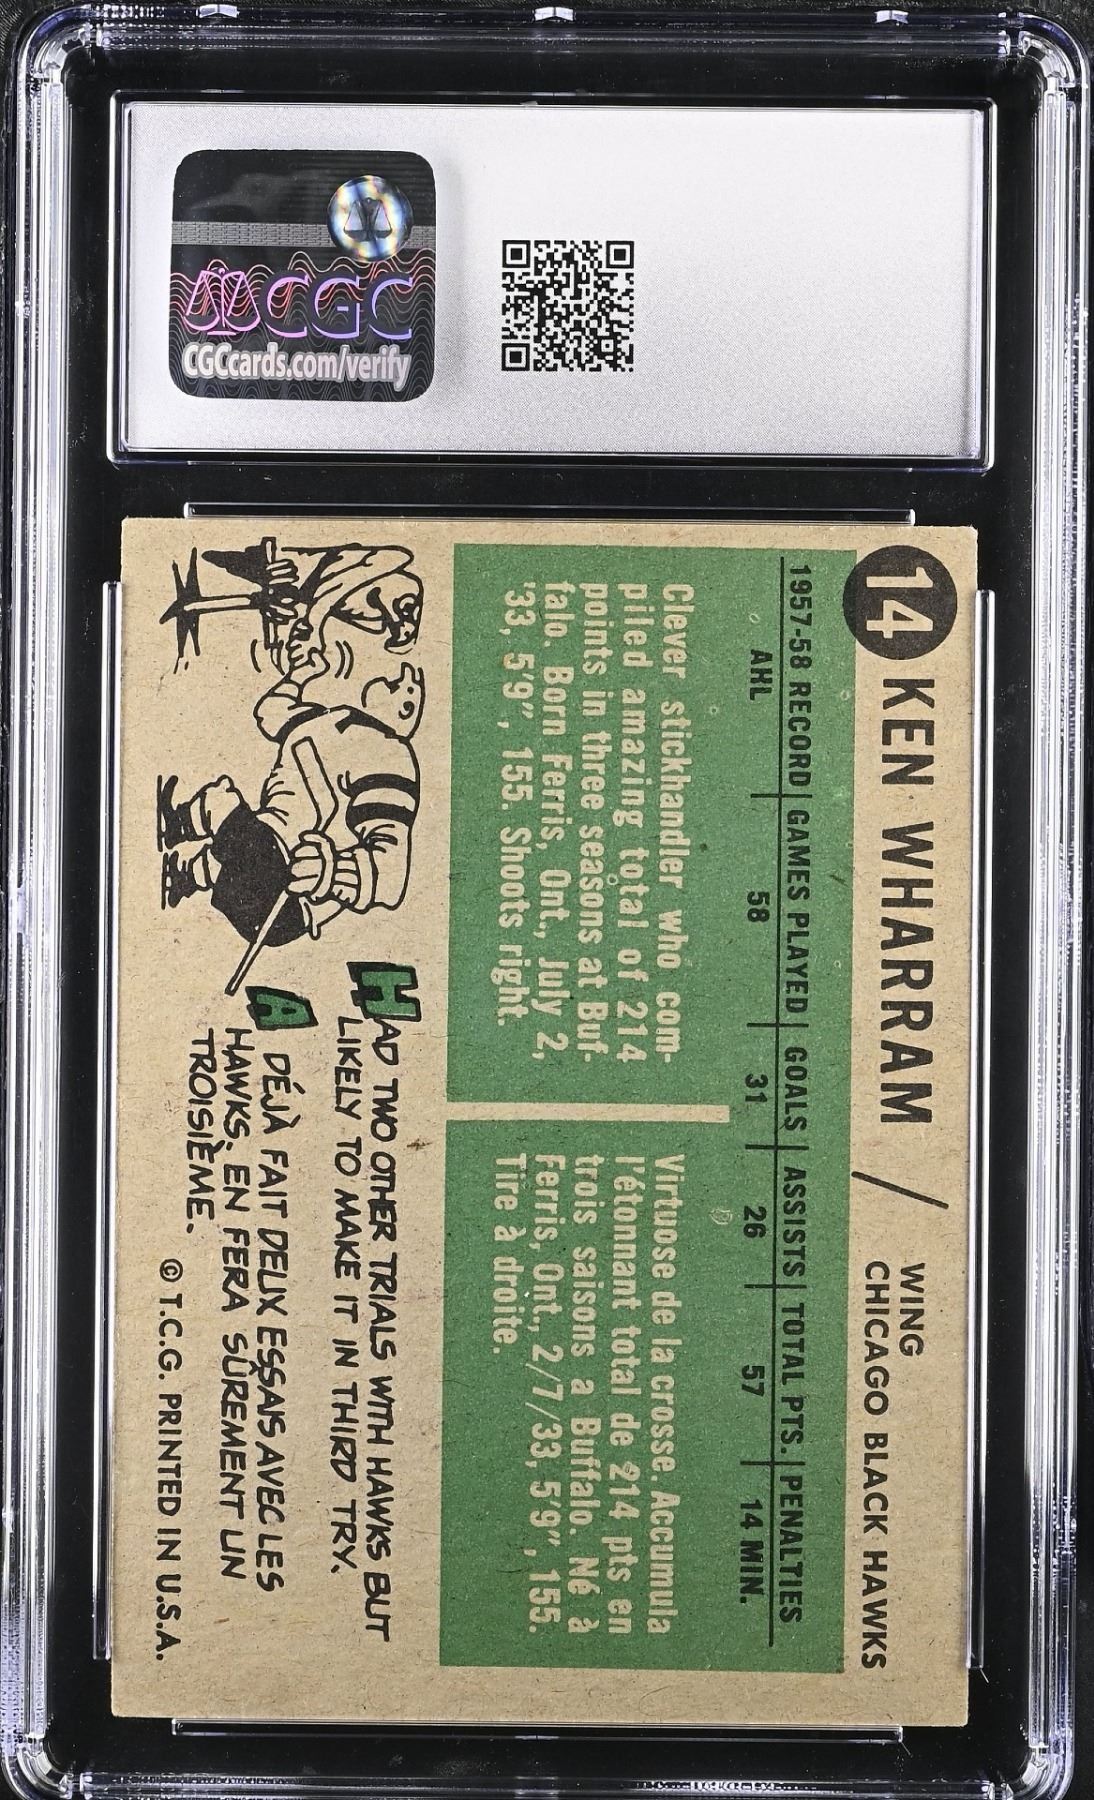 CGC
CGCcards.com/verify
14 KEN WHARRAM / WING
CHICAGO BLACK HAWKS
1957-58 RECORD GAMES PLAYED GOALS ASSISTS TOTAL PTS. PENALTIES
AHL 58 31 26 57 14 MIN.
Clever stickhandler who com-
piled amazing total of 214
points in three seasons at Buf-
falo. Born Ferris, Ont., July 2,
'33, 5'9", 155. Shoots right.
Virtuose de la crosse. Accumula
l'étonnant total de 214 pts en
trois saisons a Buffalo. Né à
Ferris, Ont., 2/7/33, 5'9", 155.
Tire à droite.
HAD TWO OTHER TRIALS WITH HAWKS BUT
LIKELY TO MAKE IT IN THIRD TRY.
A DÉJÀ FAIT DEUX ESSAIS AVEC LES
HAWKS. EN FERA SÛREMENT UN
TROISIÈME.
© T.C.G. PRINTED IN U.S.A.